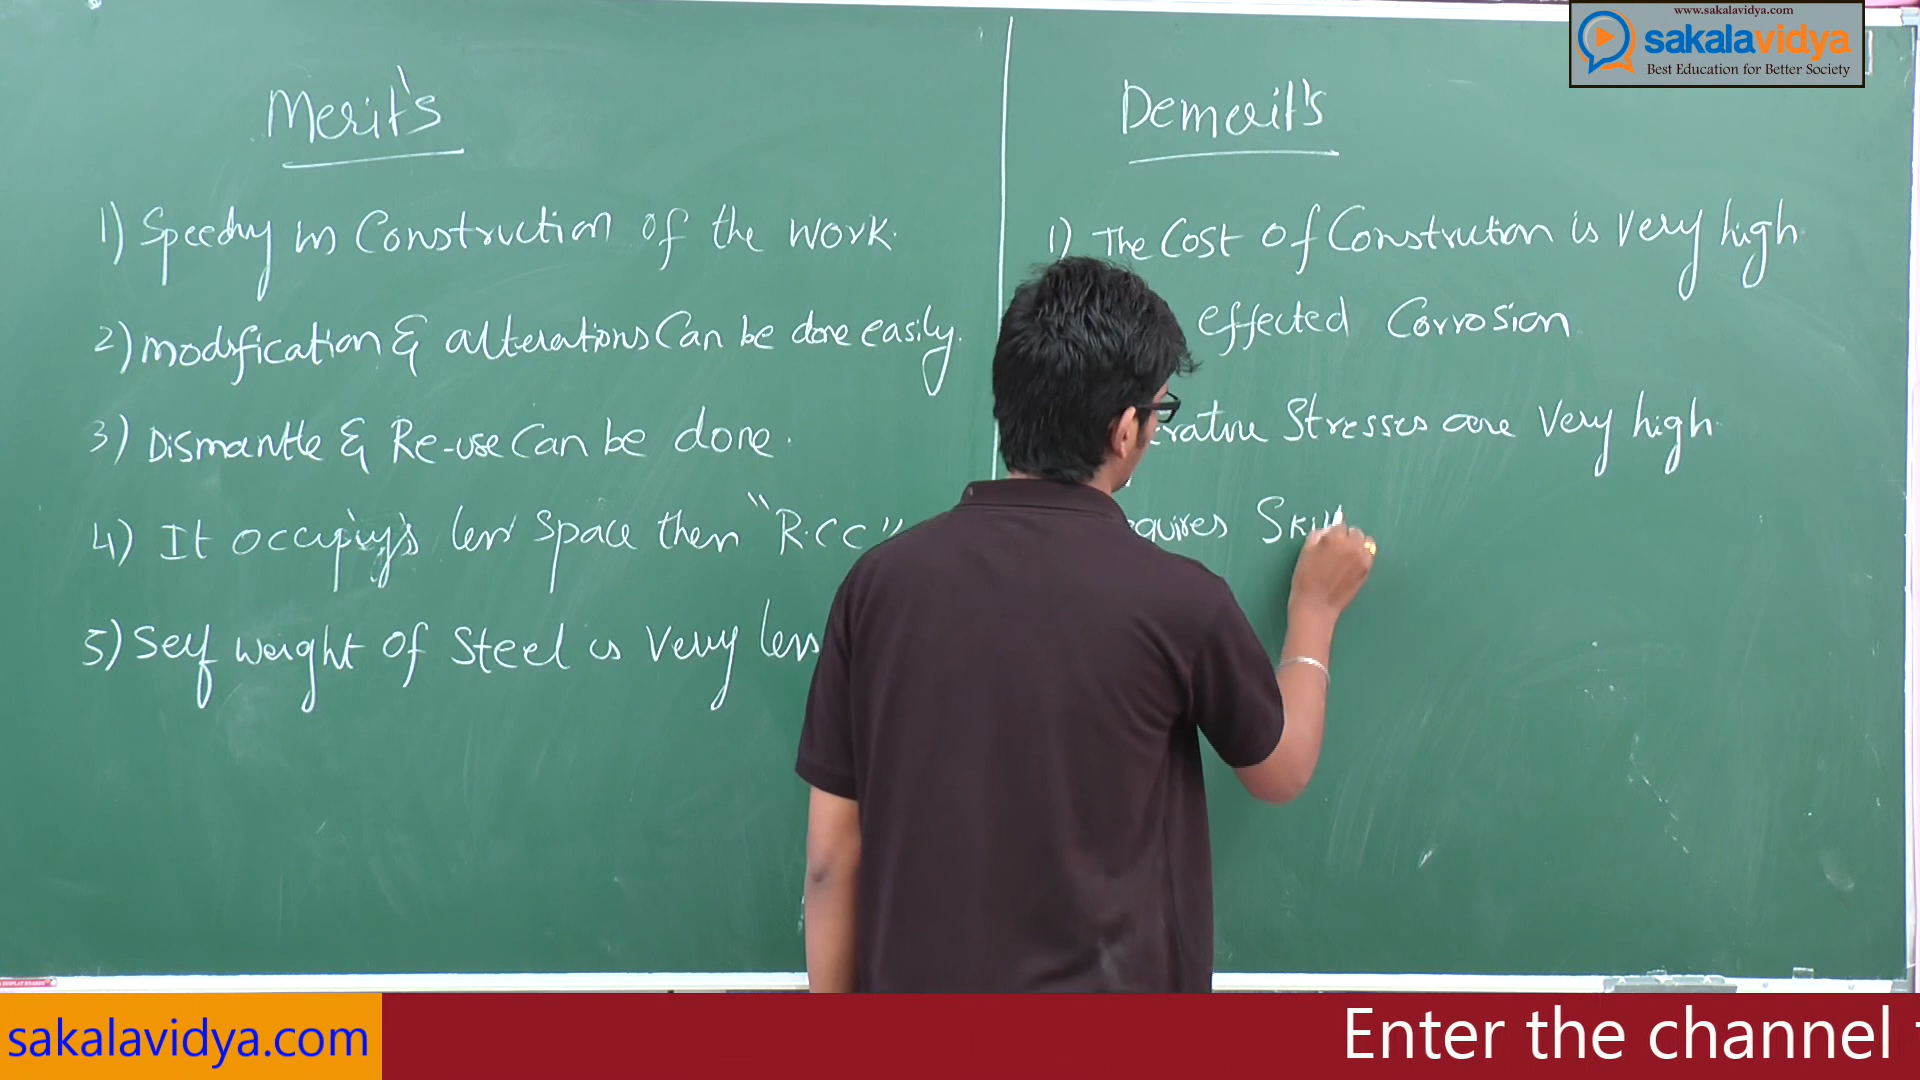 www.sakalavidya.com
sakalavidya
Best Education for Better Society
Merit's
1) Speedy in Construction of the work.
2) modification & alterations Can be done easily.
3) Dismantle & Re-use Can be done.
4) It occupiy's less Space then "R.C.C"
5) Self weight of Steel is very less
Demerit's
1) The Cost of Constrution is very high
effected Corrosion
Stresses are very high
Skill
sakalavidya.com
Enter the channel